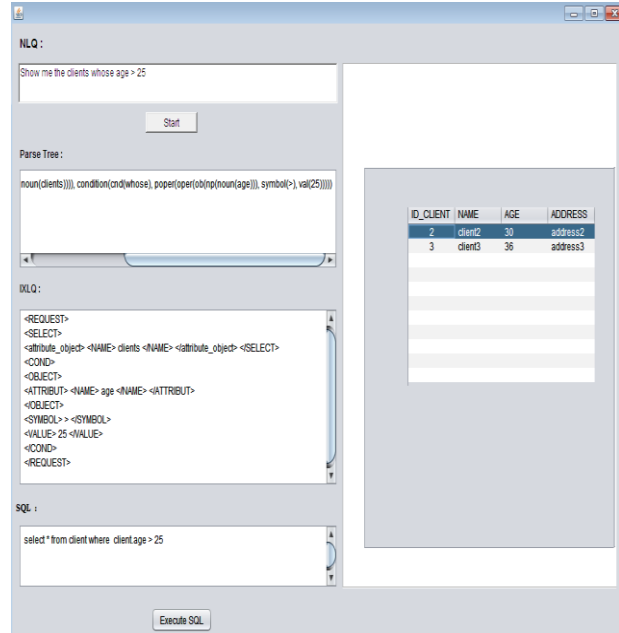 NLQ :
Show me the clients whose age > 25
Start
Parse Tree :
noun(clients)))), condition(cnd(whose), poper(oper(ob(np(noun(age))), symbol(>), val(25)))))
IXLQ :
<REQUEST>
<SELECT>
<attribute_object> <NAME> clients </NAME> </attribute_object> </SELECT>
<COND>
<OBJECT>
<ATTRIBUT> <NAME> age </NAME> </ATTRIBUT>
</OBJECT>
<SYMBOL> > </SYMBOL>
<VALUE> 25 </VALUE>
</COND>
</REQUEST>
SQL :
select * from client where client.age > 25
Execute SQL
ID_CLIENT NAME AGE ADDRESS
2 client2 30 address2
3 client3 36 address3